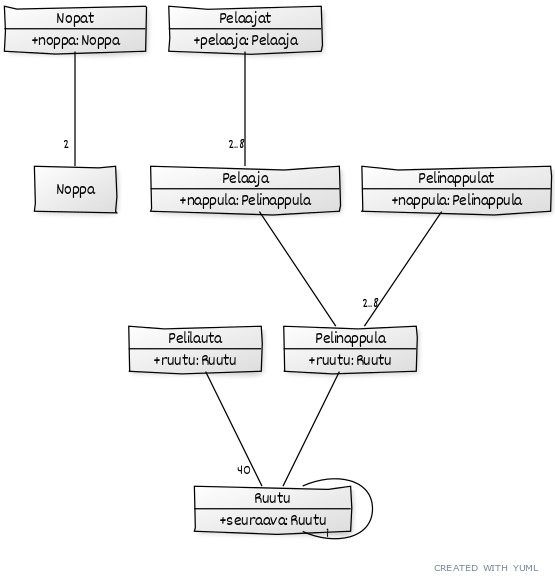 Nopat
+noppa: Noppa
Pelaajat
+pelaaja: Pelaaja
2
2..8
Noppa
Pelaaja
+nappula: Pelinappula
Pelinappulat
+nappula: Pelinappula
2..8
Pelilauta
+ruutu: Ruutu
Pelinappula
+ruutu: Ruutu
40
Ruutu
+seuraava: Ruutu
1
CREATED WITH YUML